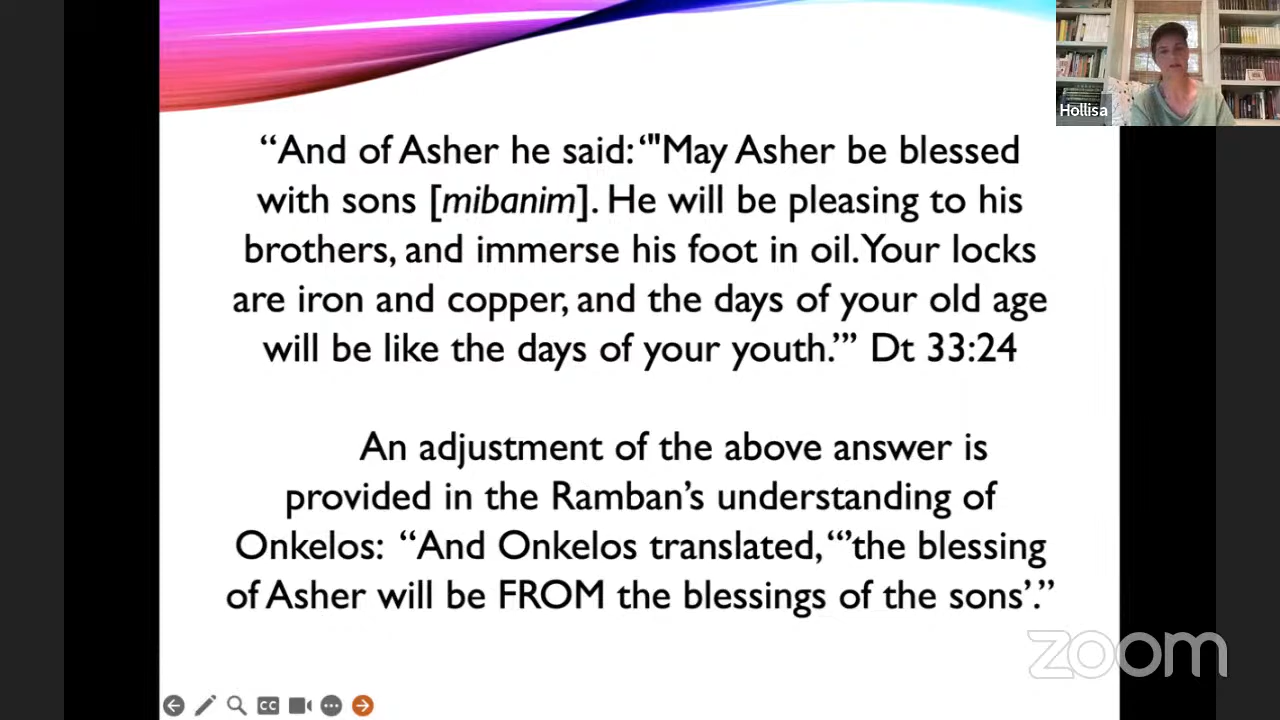 Hollisa
“And of Asher he said: ‘"May Asher be blessed
with sons [mibanim]. He will be pleasing to his
brothers, and immerse his foot in oil. Your locks
are iron and copper, and the days of your old age
will be like the days of your youth.’” Dt 33:24
An adjustment of the above answer is
provided in the Ramban’s understanding of
Onkelos: “And Onkelos translated, ‘”the blessing
of Asher will be FROM the blessings of the sons’.”
zoom
CC